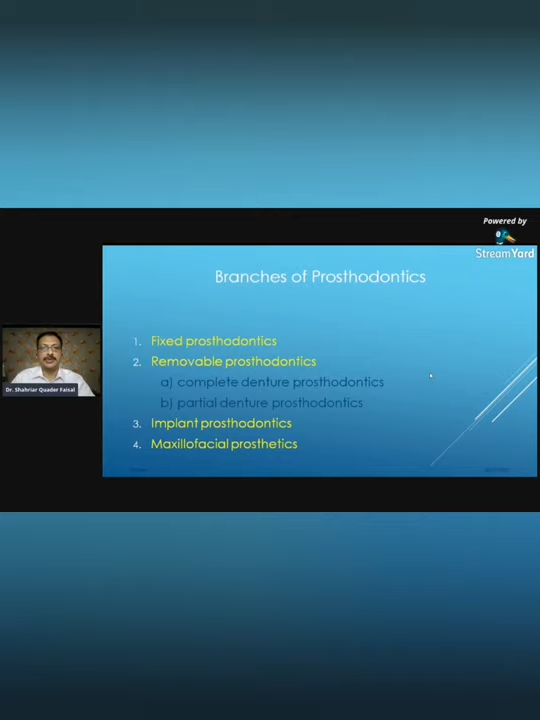 Powered by
StreamYard
Branches of Prosthodontics
1. Fixed prosthodontics
2. Removable prosthodontics
a) complete denture prosthodontics
b) partial denture prosthodontics
3. Implant prosthodontics
4. Maxillofacial prosthetics
Dr. Shahriar Quader Faisal